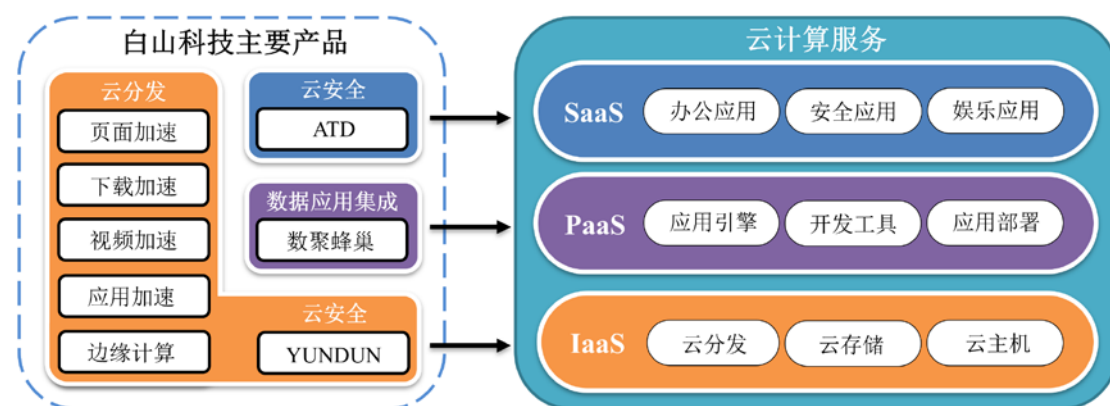 白山科技主要产品
云分发
页面加速
下载加速
视频加速
应用加速
边缘计算
云安全
ATD
数据应用集成
数聚蜂巢
云安全
YUNDUN
云计算服务
SaaS 办公应用 安全应用 娱乐应用
PaaS 应用引擎 开发工具 应用部署
IaaS 云分发 云存储 云主机